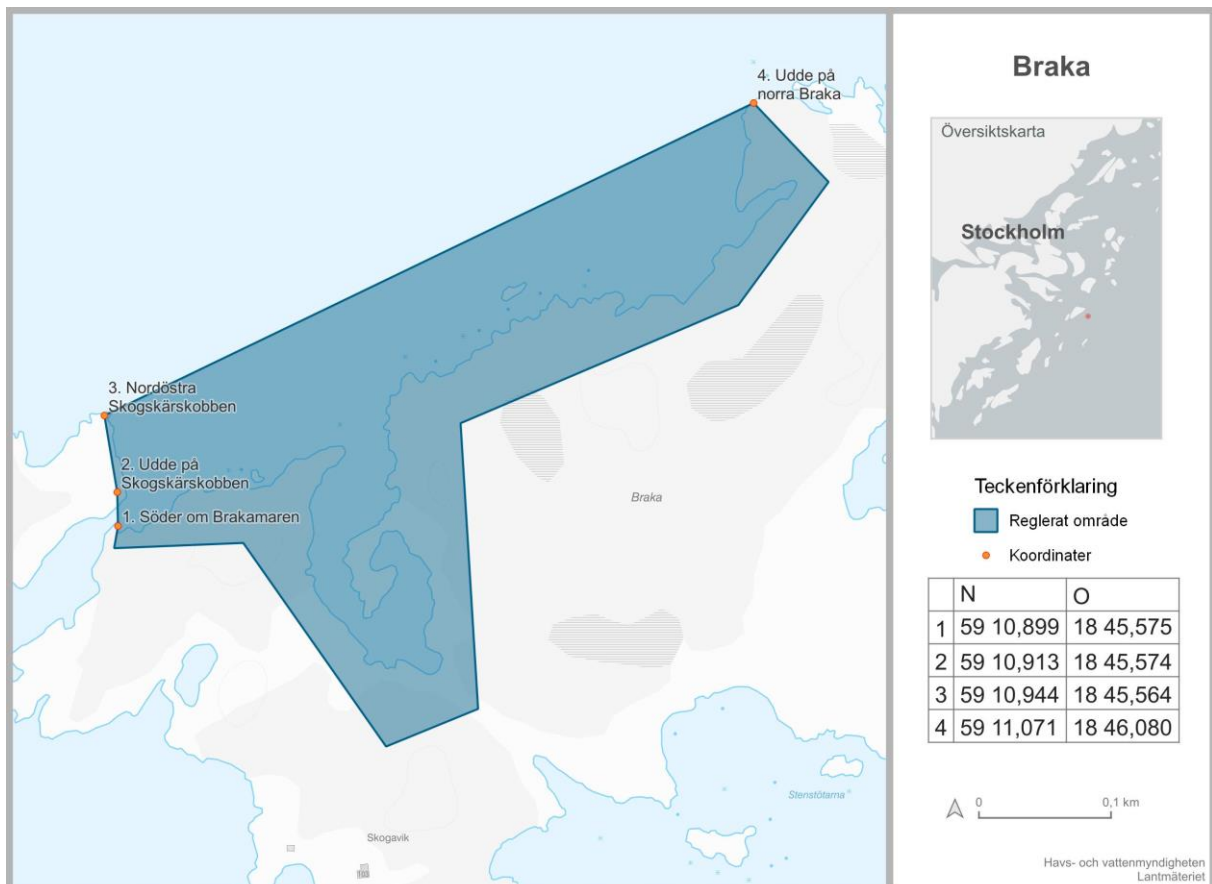 4. Udde på
norra Braka
3. Nordöstra
Skogskärskobben
2. Udde på
Skogskärskobben
1. Söder om Brakamaren
Braka
Stenstötarna
Skogavik
Braka
Översiktskarta
Stockholm
Teckenförklaring
Reglerat område
Koordinater
N O
1 59 10,899 18 45,575
2 59 10,913 18 45,574
3 59 10,944 18 45,564
4 59 11,071 18 46,080
0 0,1 km
Havs- och vattenmyndigheten
Lantmäteriet